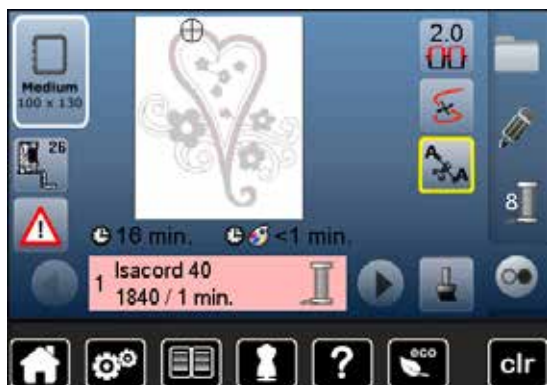 2.0
Medium
100 x 130
26
A
A
8
16 min.
<1 min.
1
Isacord 40
1840 / 1 min.
?
eco
clr